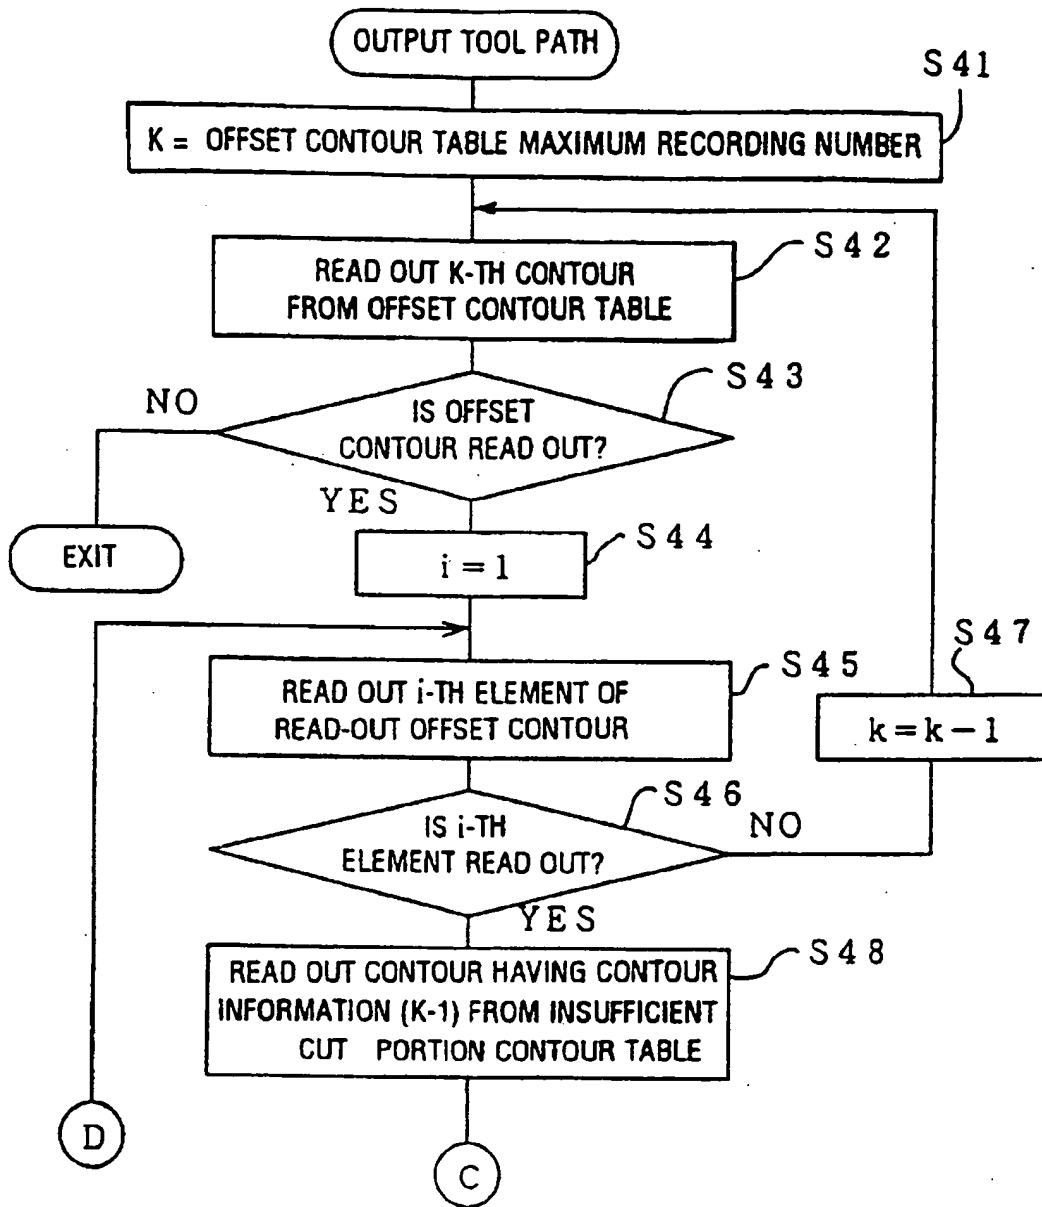 OUTPUT TOOL PATH
S41
K = OFFSET CONTOUR TABLE MAXIMUM RECORDING NUMBER
S42
READ OUT K-TH CONTOUR
FROM OFFSET CONTOUR TABLE
S43
NO
IS OFFSET
CONTOUR READ OUT?
YES
S44
EXIT
i = 1
S47
S45
READ OUT i-TH ELEMENT OF
READ-OUT OFFSET CONTOUR
k = k - 1
S46
IS i-TH
ELEMENT READ OUT?
NO
YES
S48
READ OUT CONTOUR HAVING CONTOUR
INFORMATION (K-1) FROM INSUFFICIENT
CUT PORTION CONTOUR TABLE
D
C